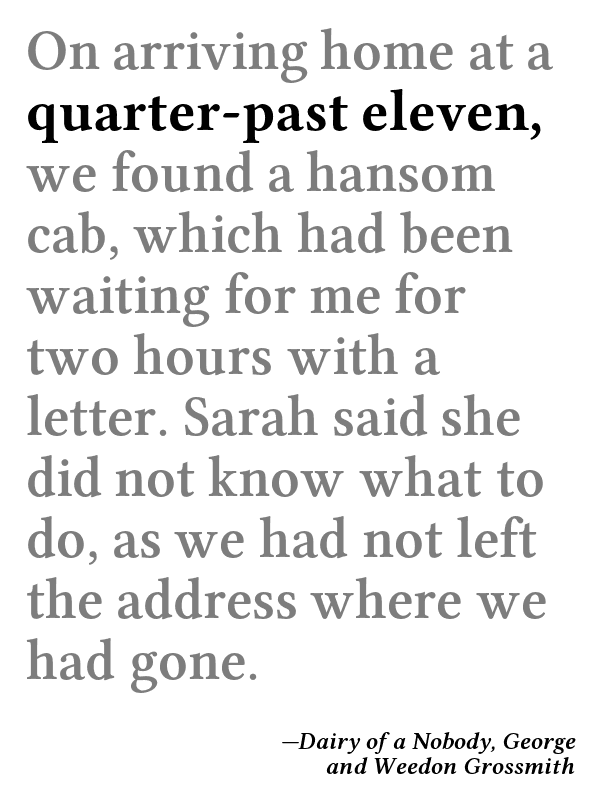 On arriving home at a
quarter-past eleven,
we found a hansom
cab, which had been
waiting for me for
two hours with a
letter. Sarah said she
did not know what to
do, as we had not left
the address where we
had gone.
—Dairy of a Nobody, George
and Weedon Grossmith